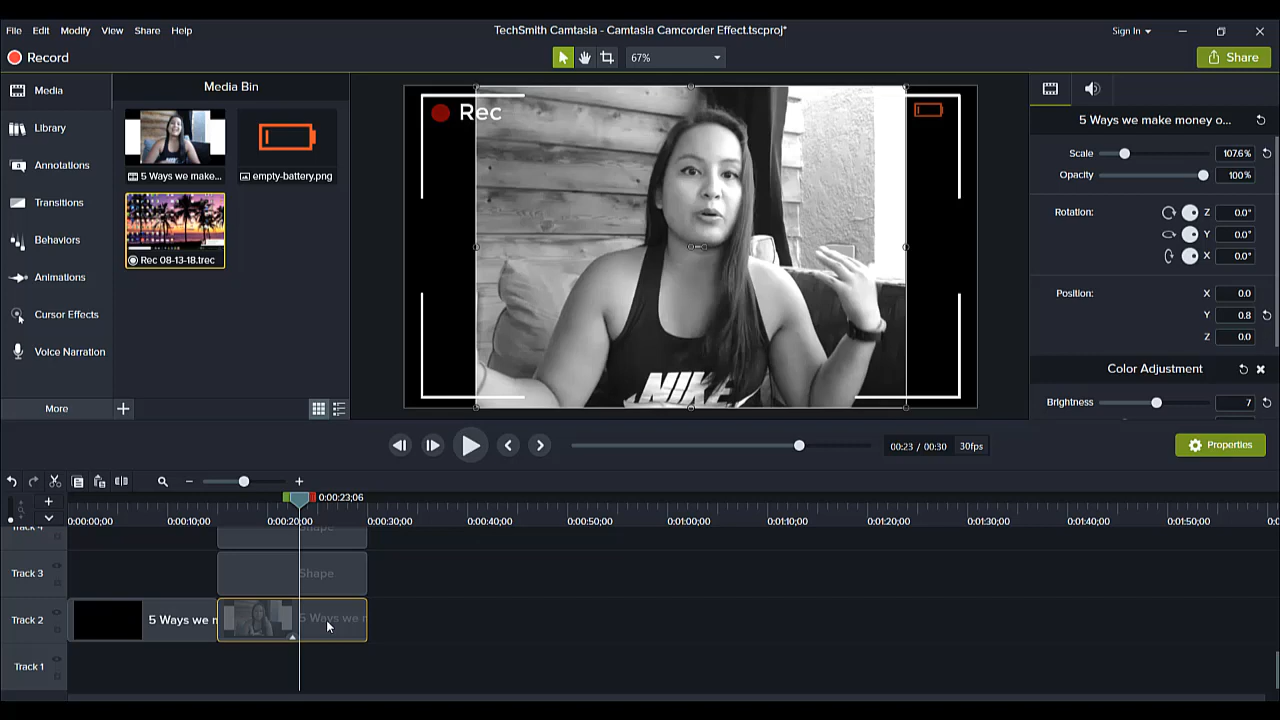 File Edit Modify View Share Help
TechSmith Camtasia - Camtasia Camcorder Effect.tscproj*
Sign In
Record
67%
Share
Media
Library
Annotations
Transitions
Behaviors
Animations
Cursor Effects
Voice Narration
More
Media Bin
5 Ways we make...
empty-battery.png
Rec 08-13-18.trec
Rec
NIKE
5 Ways we make money o...
Scale 107.6%
Opacity 100%
Rotation: Z 0.0°
Y 0.0°
X 0.0°
Position: X 0.0
Y 0.8
Z 0.0
Color Adjustment
Brightness 7
00:23 / 00:30 30fps
Properties
0:00:23;06
0:00:00;00 0:00:10;00 0:00:20;00 0:00:30;00 0:00:40;00 0:00:50;00 0:01:00;00 0:01:10;00 0:01:20;00 0:01:30;00 0:01:40;00 0:01:50;00
Track 4 Shape
Track 3 Shape
Track 2 5 Ways we m 5 Ways we m
Track 1